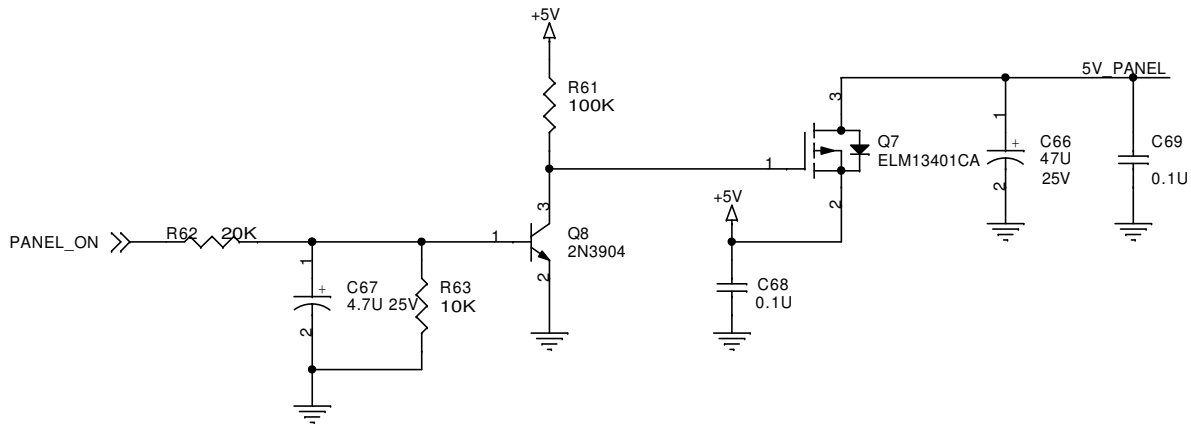 +5V
R61
100K
5V_PANEL
3
Q7
ELM13401CA
1
2
1
+
C66
47U
25V
2
C69
0.1U
+5V
PANEL_ON
R62 20K
3
1
Q8
2N3904
2
1
+
C67
4.7U 25V
2
R63
10K
C68
0.1U